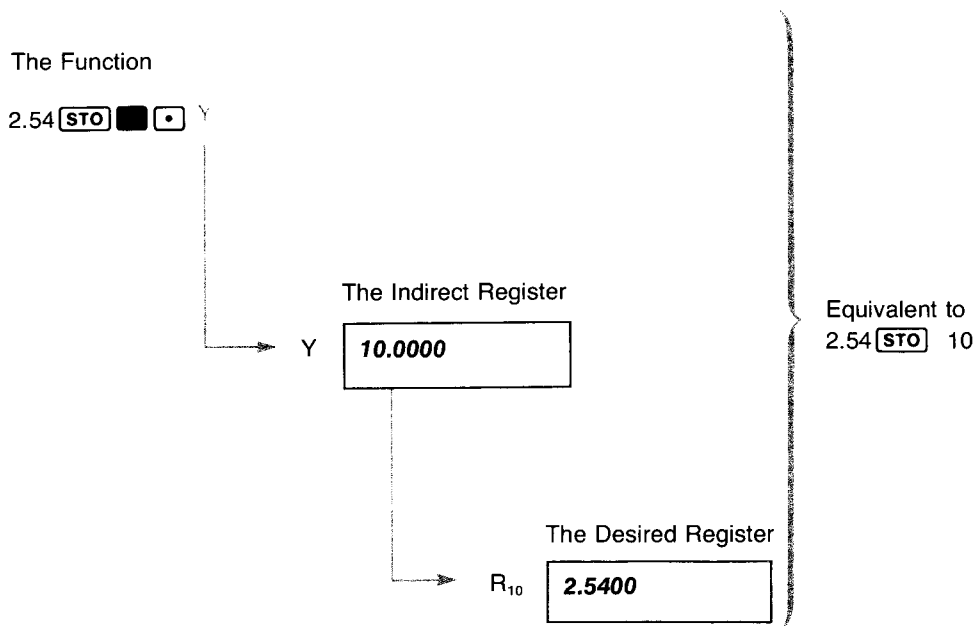 The Function
2.54 STO • Y
The Indirect Register
Y 10.0000
Equivalent to
2.54 STO 10
The Desired Register
R₁₀ 2.5400